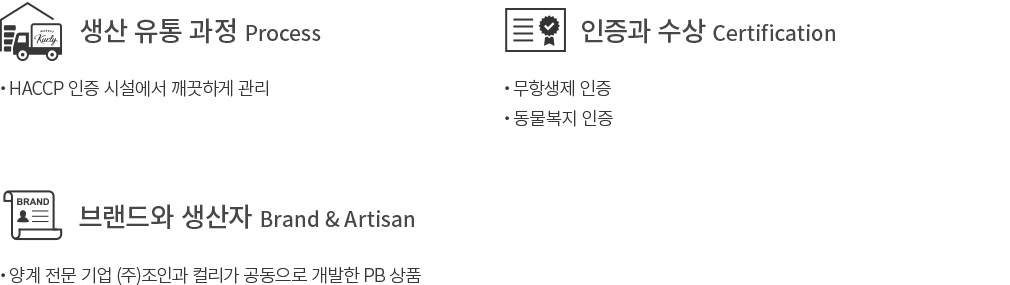 Kurly
생산 유통 과정 Process
• HACCP 인증 시설에서 깨끗하게 관리
인증과 수상 Certification
• 무항생제 인증
• 동물복지 인증
BRAND
브랜드와 생산자 Brand & Artisan
• 양계 전문 기업 (주)조인과 컬리가 공동으로 개발한 PB 상품